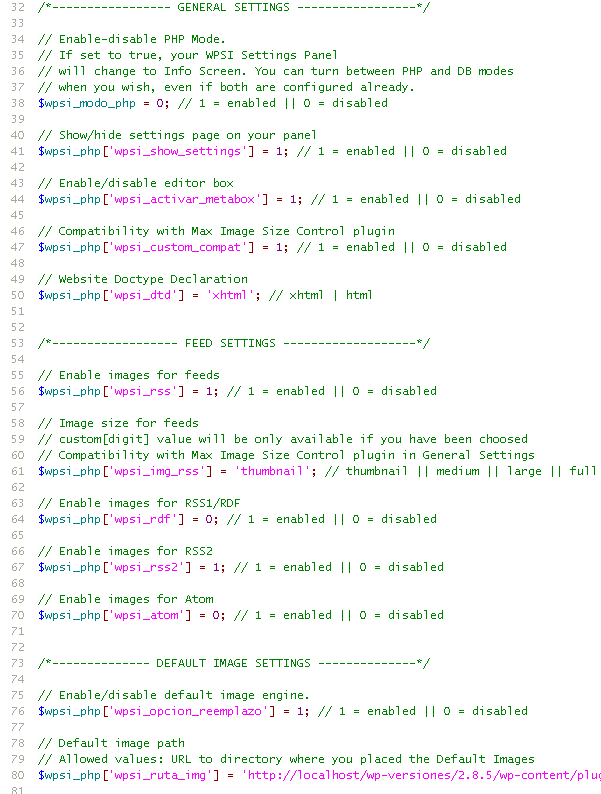 32 /*----------------- GENERAL SETTINGS -----------------*/
33
34 // Enable-disable PHP Mode.
35 // If set to true, your WPSI Settings Panel
36 // will change to Info Screen. You can turn between PHP and DB modes
37 // when you wish, even if both are configured already.
38 $wpsi_modo_php = 0; // 1 = enabled || 0 = disabled
39
40 // Show/hide settings page on your panel
41 $wpsi_php['wpsi_show_settings'] = 1; // 1 = enabled || 0 = disabled
42
43 // Enable/disable editor box
44 $wpsi_php['wpsi_activar_metabox'] = 1; // 1 = enabled || 0 = disabled
45
46 // Compatibility with Max Image Size Control plugin
47 $wpsi_php['wpsi_custom_compat'] = 1; // 1 = enabled || 0 = disabled
48
49 // Website Doctype Declaration
50 $wpsi_php['wpsi_dtd'] = 'xhtml'; // xhtml | html
51
52
53 /*------------------ FEED SETTINGS -------------------*/
54
55 // Enable images for feeds
56 $wpsi_php['wpsi_rss'] = 1; // 1 = enabled || 0 = disabled
57
58 // Image size for feeds
59 // custom[digit] value will be only available if you have been choosed
60 // Compatibility with Max Image Size Control plugin in General Settings
61 $wpsi_php['wpsi_img_rss'] = 'thumbnail'; // thumbnail || medium || large || full
62
63 // Enable images for RSS1/RDF
64 $wpsi_php['wpsi_rdf'] = 0; // 1 = enabled || 0 = disabled
65
66 // Enable images for RSS2
67 $wpsi_php['wpsi_rss2'] = 1; // 1 = enabled || 0 = disabled
68
69 // Enable images for Atom
70 $wpsi_php['wpsi_atom'] = 0; // 1 = enabled || 0 = disabled
71
72
73 /*-------------- DEFAULT IMAGE SETTINGS --------------*/
74
75 // Enable/disable default image engine.
76 $wpsi_php['wpsi_opcion_reemplazo'] = 1; // 1 = enabled || 0 = disabled
77
78 // Default image path
79 // Allowed values: URL to directory where you placed the Default Images
80 $wpsi_php['wpsi_ruta_img'] = 'http://localhost/wp-versiones/2.8.5/wp-content/plug
81